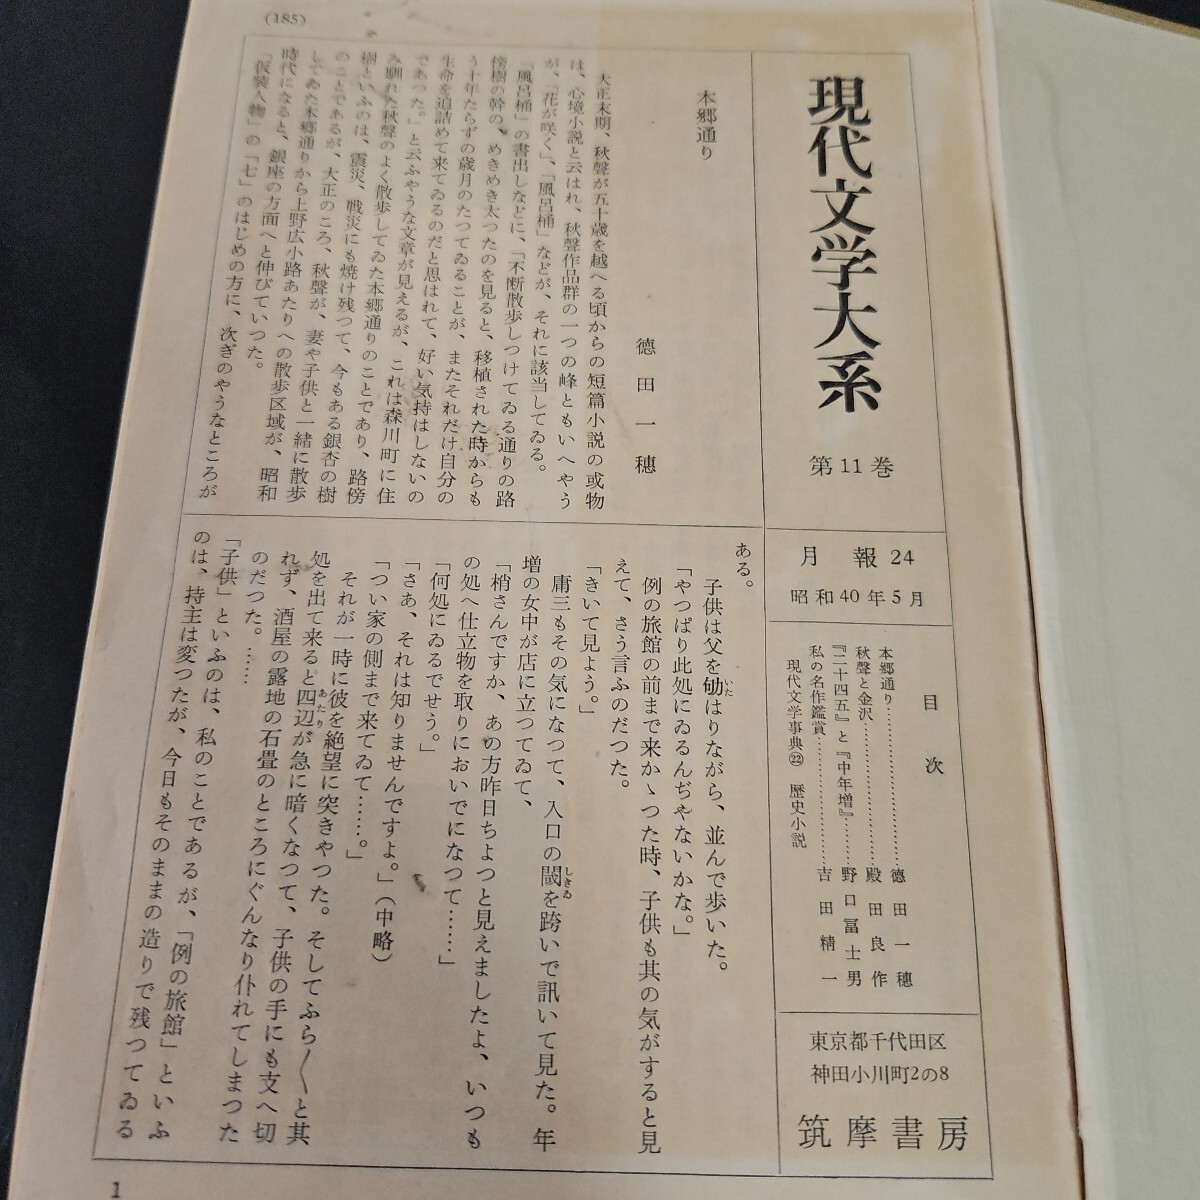 (185)
現代文学大系
第11巻
月報24
昭和40年5月
目次
本郷通り……………………徳田一穂
秋聲と金沢…………………殿田良作
『二十四五』と『中年増』………野口冨士男
私の名作鑑賞………………吉田精一
現代文学事典㉒ 歴史小説
東京都千代田区
神田小川町2の8
筑摩書房
本郷通り
徳田一穂
大正末期、秋聲が五十歳を越へる頃からの短篇小説の或物
は、心境小説と云はれ、秋聲作品群の一つの峰ともいへやう
が、「花が咲く」、「風呂桶」などが、それに該当してゐる。
「風呂桶」の書出しなどに、「不断散歩しつけてゐる通りの路
傍樹の幹の、めきめき太つたのを見ると、移植された時からも
う十年たらずの歳月のたつてゐることが、またそれだけ自分の
生命を追詰めて来てゐるのだと思はれて、好い気持はしないの
であつた。」と云ふやうな文章が見えるが、これは森川町に住
み馴れた秋聲のよく散歩してゐた本郷通りのことであり、路傍
樹といふのは、震災、戦災にも焼け残つて、今もある銀杏の樹
のことであるが、大正のころ、秋聲が、妻や子供と一緒に散歩
してゐた本郷通りから上野広小路あたりへの散歩区域が、昭和
時代になると、銀座の方面へと伸びていつた。
「仮装人物」の「七」のはじめの方に、次ぎのやうなところが
ある。
子供は父を劬いたはりながら、並んで歩いた。
「やつぱり此処にゐるんぢやないかな。」
例の旅館の前まで来かゝつた時、子供も其の気がすると見
えて、さう言ふのだつた。
「きいて見よう。」
庸三もその気になつて、入口の閾しきゐを跨いで訊いて見た。年
増の女中が店に立つてゐて、
「梢さんですか、あの方昨日ちよつと見えましたよ、いつも
の処へ仕立物を取りにおいでになつて……」
「何処にゐるでせう。」
「さあ、それは知りませんですよ。」（中略）
「つい家の側まで来てゐて……。」
それが一時に彼を絶望に突きやつた。そしてふら〱と其
処を出て来ると四辺あたりが急に暗くなつて、子供の手にも支へ切
れず、酒屋の露地の石畳のところにぐんなり仆れてしまつた
のだつた。……
「子供」といふのは、私のことであるが、「例の旅館」といふ
のは、持主は変つたが、今日もそのままの造りで残つてゐる
1